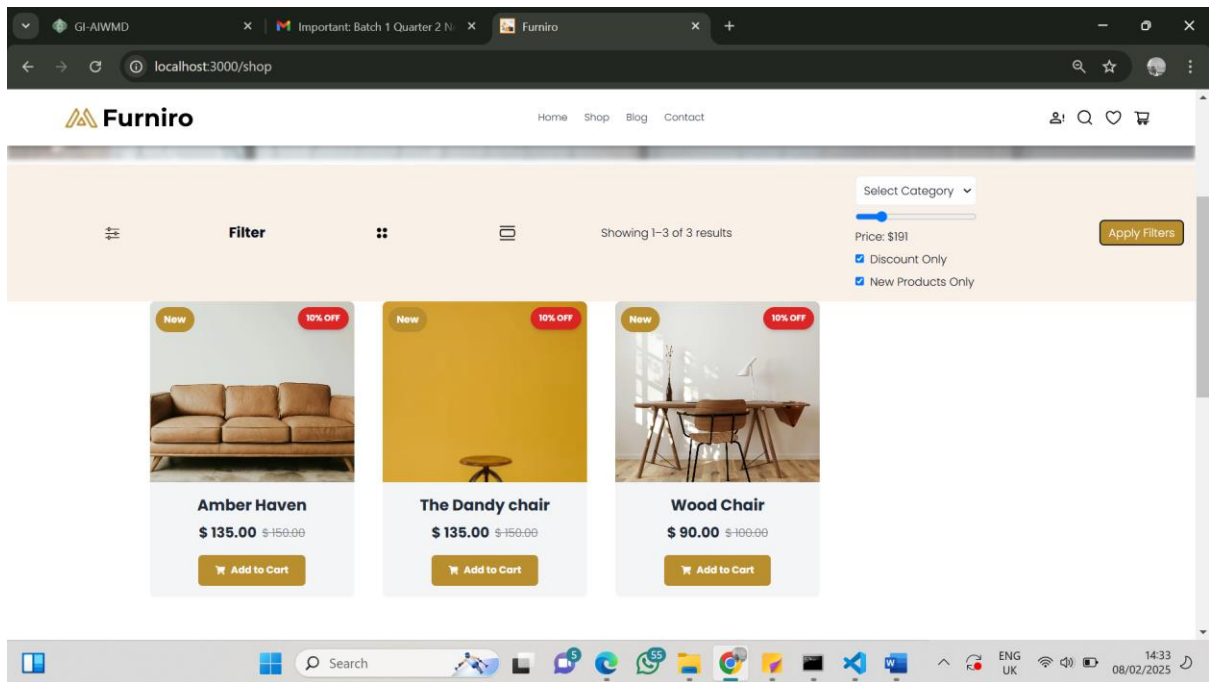 GI-AIWMD
Important: Batch 1 Quarter 2 N
Furniro
localhost:3000/shop
Furniro
Home Shop Blog Contact
Select Category
Filter
Showing 1–3 of 3 results
Price: $191
Apply Filters
Discount Only
New Products Only
New 10% OFF
New 10% OFF
New 10% OFF
Amber Haven
$ 135.00 $ 150.00
Add to Cart
The Dandy chair
$ 135.00 $ 150.00
Add to Cart
Wood Chair
$ 90.00 $ 100.00
Add to Cart
Search
5
55
ENG
UK
14:33
08/02/2025